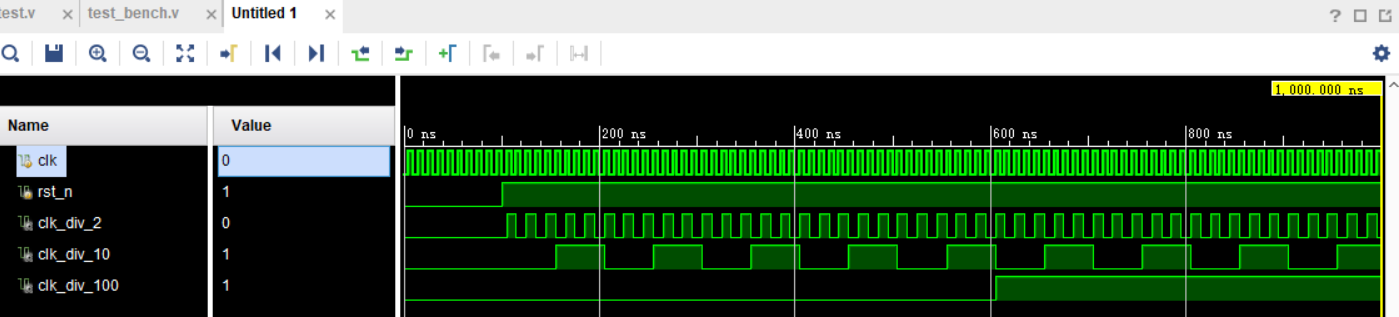 test.v × test_bench.v × Untitled 1 ×
?
1,000.000 ns
Name Value
0 ns 200 ns 400 ns 600 ns 800 ns
clk 0
rst_n 1
clk_div_2 0
clk_div_10 1
clk_div_100 1